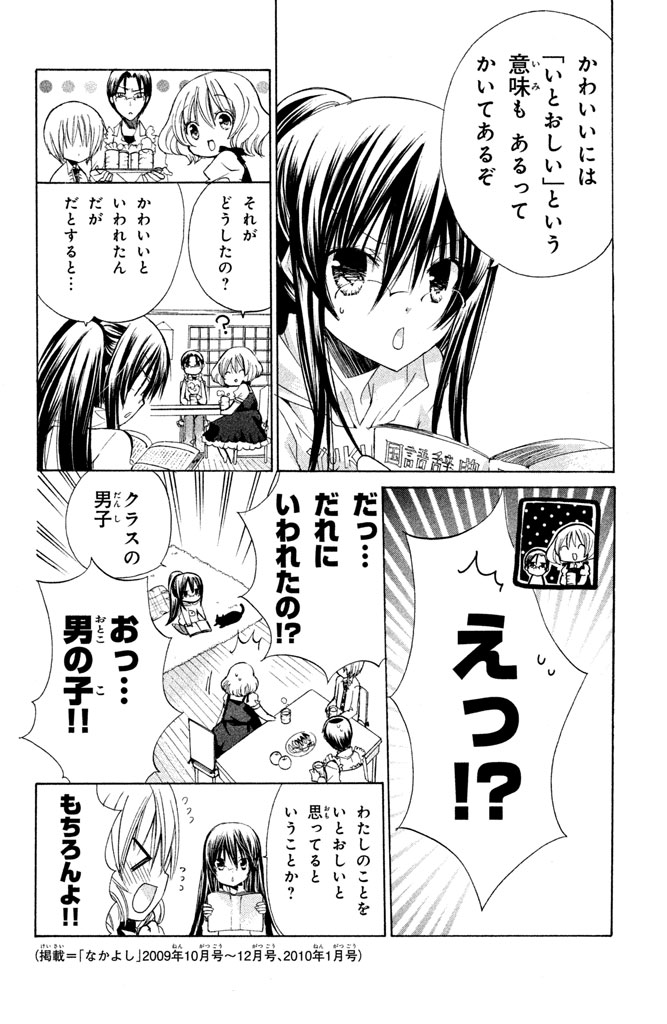 かわいいには
「いとおしい」という
意味も あるって
かいてあるぞ
国語辞典
それが
どうしたの?
かわいいと
いわれたん
だが
だとすると…
?
えっ!?
だっ…
だれに
いわれたの!?
クラスの
男子
おっ…
男の子!!
わたしのことを
いとおしいと
思ってると
いうことか?
もちろんよ!!
(掲載=「なかよし」2009年10月号〜12月号、2010年1月号)